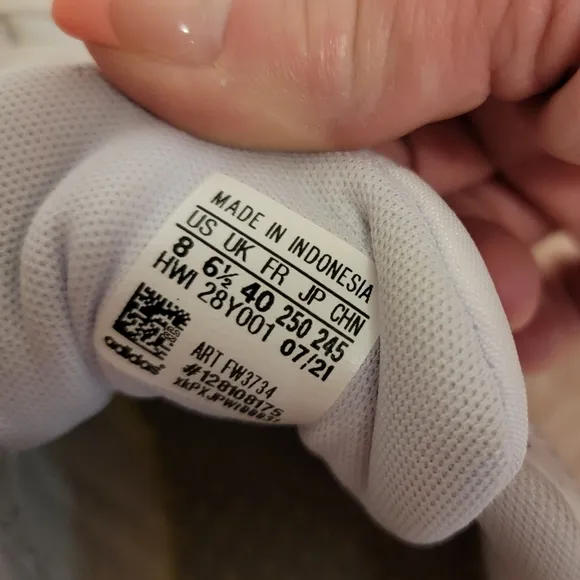 MADE IN INDONESIA
US UK FR JP CHN
8 6½ 40 250 245
HWI 28Y001 07/21
ART FW3734
#128108175
adidas